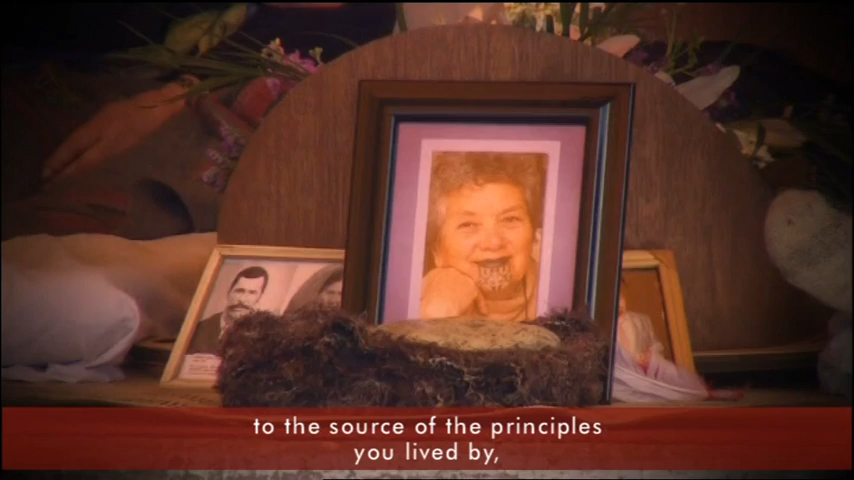 to the source of the principles
you lived by,